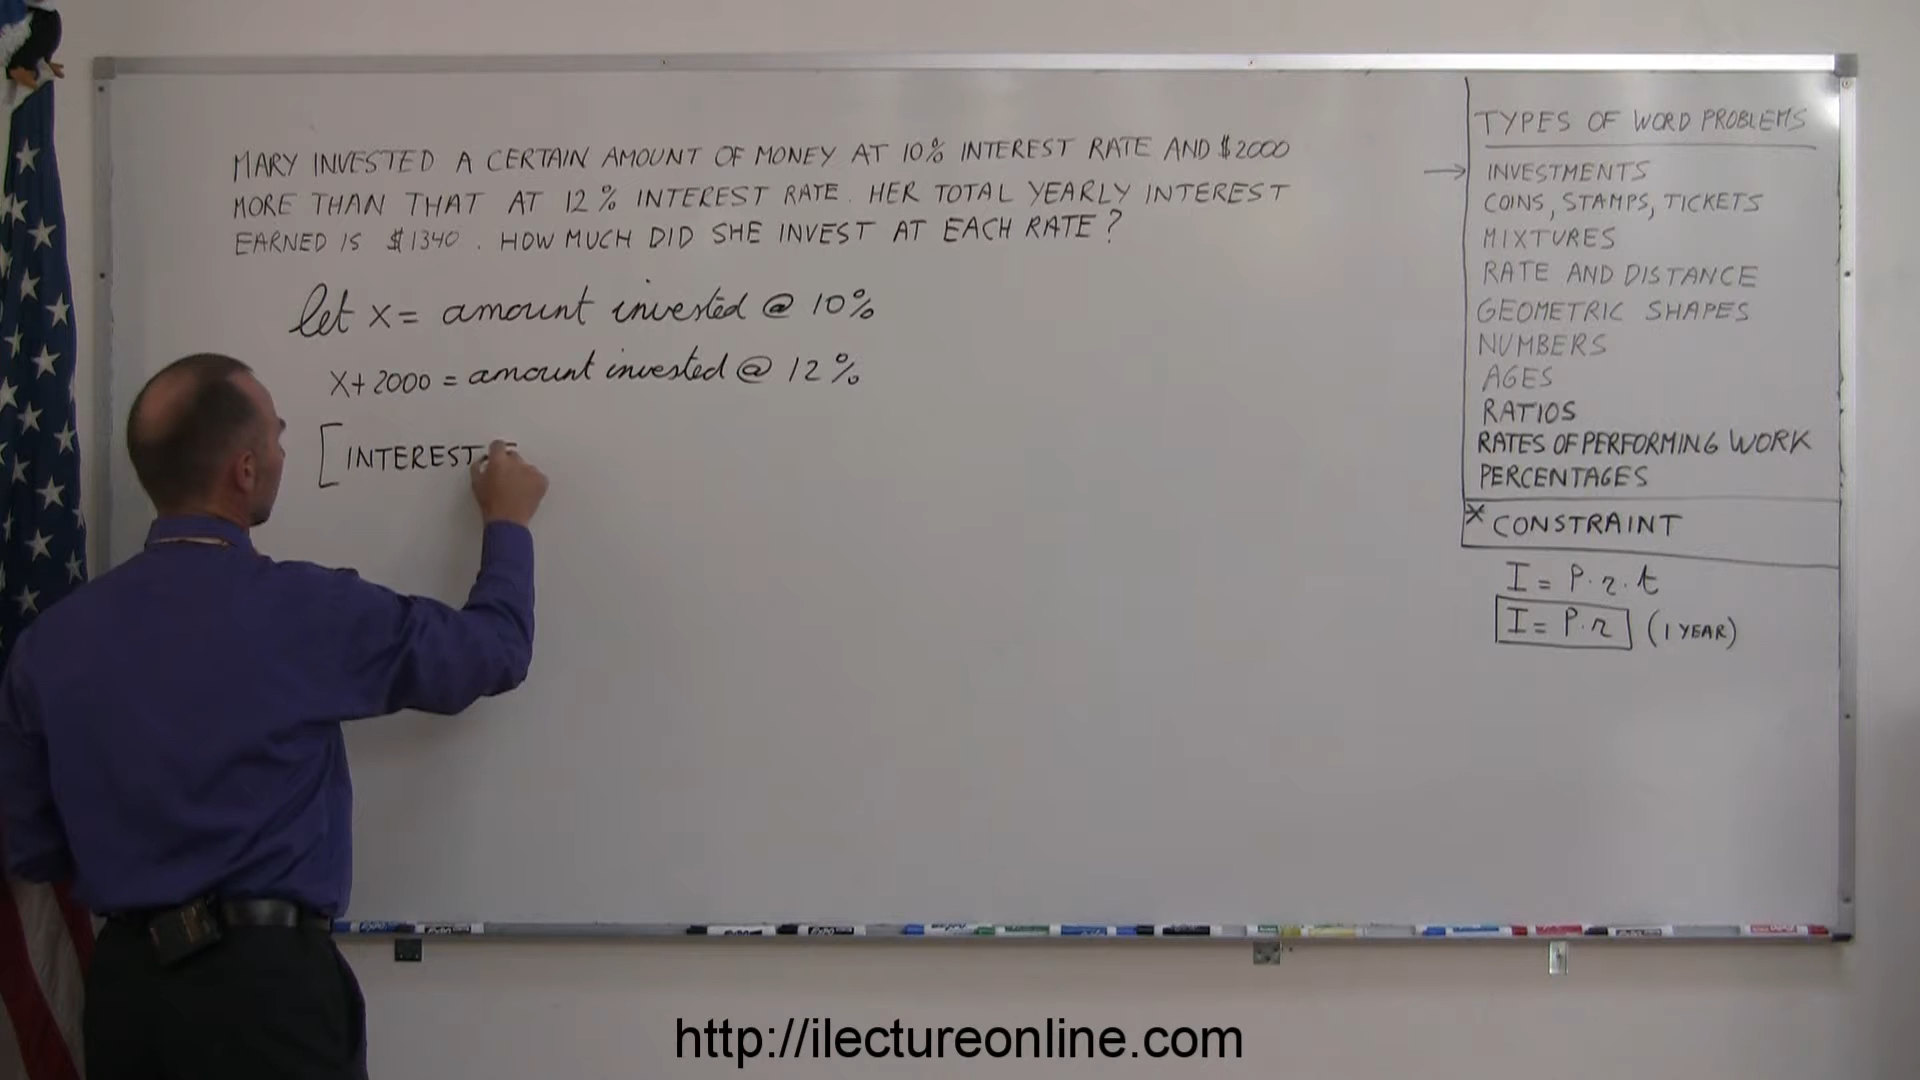 MARY INVESTED A CERTAIN AMOUNT OF MONEY AT 10% INTEREST RATE AND $2000
MORE THAN THAT AT 12% INTEREST RATE. HER TOTAL YEARLY INTEREST
EARNED IS $1340. HOW MUCH DID SHE INVEST AT EACH RATE?
let x = amount invested @ 10%
x+2000 = amount invested @ 12%
[INTEREST
TYPES OF WORD PROBLEMS
→ INVESTMENTS
COINS, STAMPS, TICKETS
MIXTURES
RATE AND DISTANCE
GEOMETRIC SHAPES
NUMBERS
AGES
RATIOS
RATES OF PERFORMING WORK
PERCENTAGES
* CONSTRAINT
I = P.r.t
I = P.r (1 YEAR)
http://ilectureonline.com